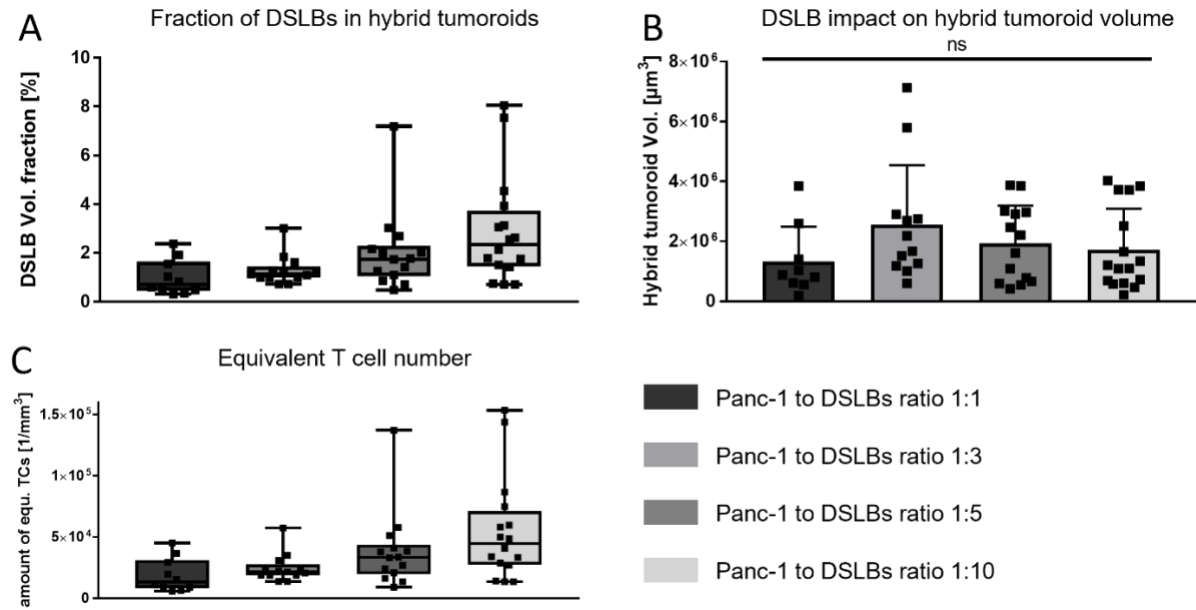 A
Fraction of DSLBs in hybrid tumoroids
DSLB Vol. fraction [%]
10
8
6
4
2
0
B
DSLB impact on hybrid tumoroid volume
ns
Hybrid tumoroid Vol. [µm³]
8×10⁶
6×10⁶
4×10⁶
2×10⁶
0
C
Equivalent T cell number
amount of equ. TCs [1/mm³]
1.5×10⁵
1×10⁵
5×10⁴
0
Panc-1 to DSLBs ratio 1:1
Panc-1 to DSLBs ratio 1:3
Panc-1 to DSLBs ratio 1:5
Panc-1 to DSLBs ratio 1:10